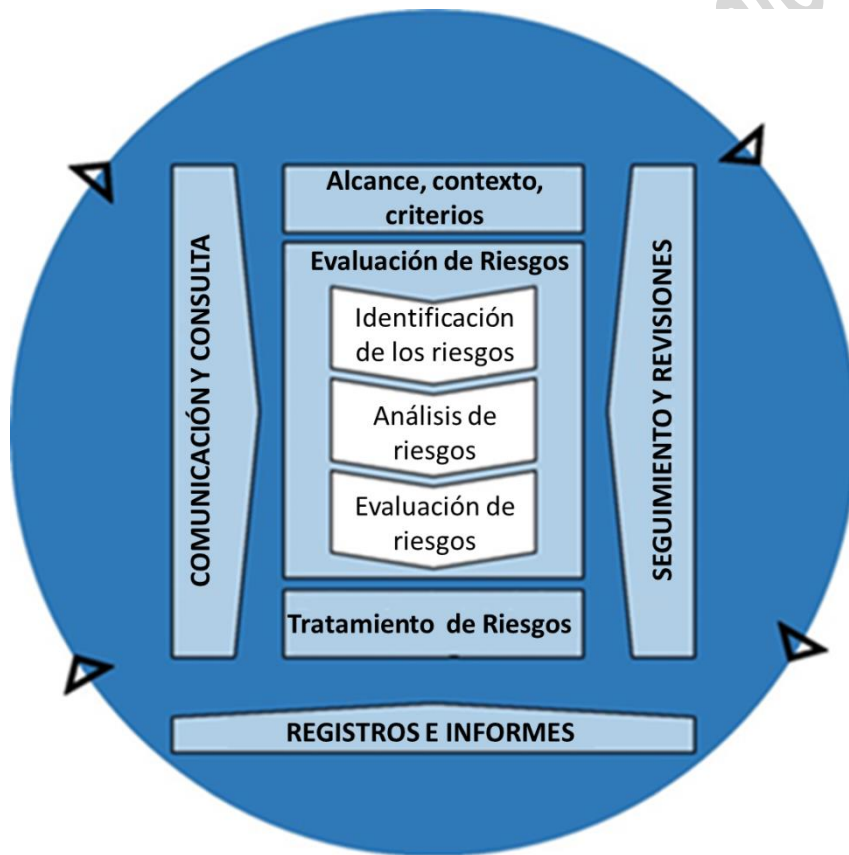 Alcance, contexto,
criterios
Evaluación de Riesgos
Identificación
de los riesgos
Análisis de
riesgos
Evaluación de
riesgos
Tratamiento de Riesgos
COMUNICACIÓN Y CONSULTA
SEGUIMIENTO Y REVISIONES
REGISTROS E INFORMES